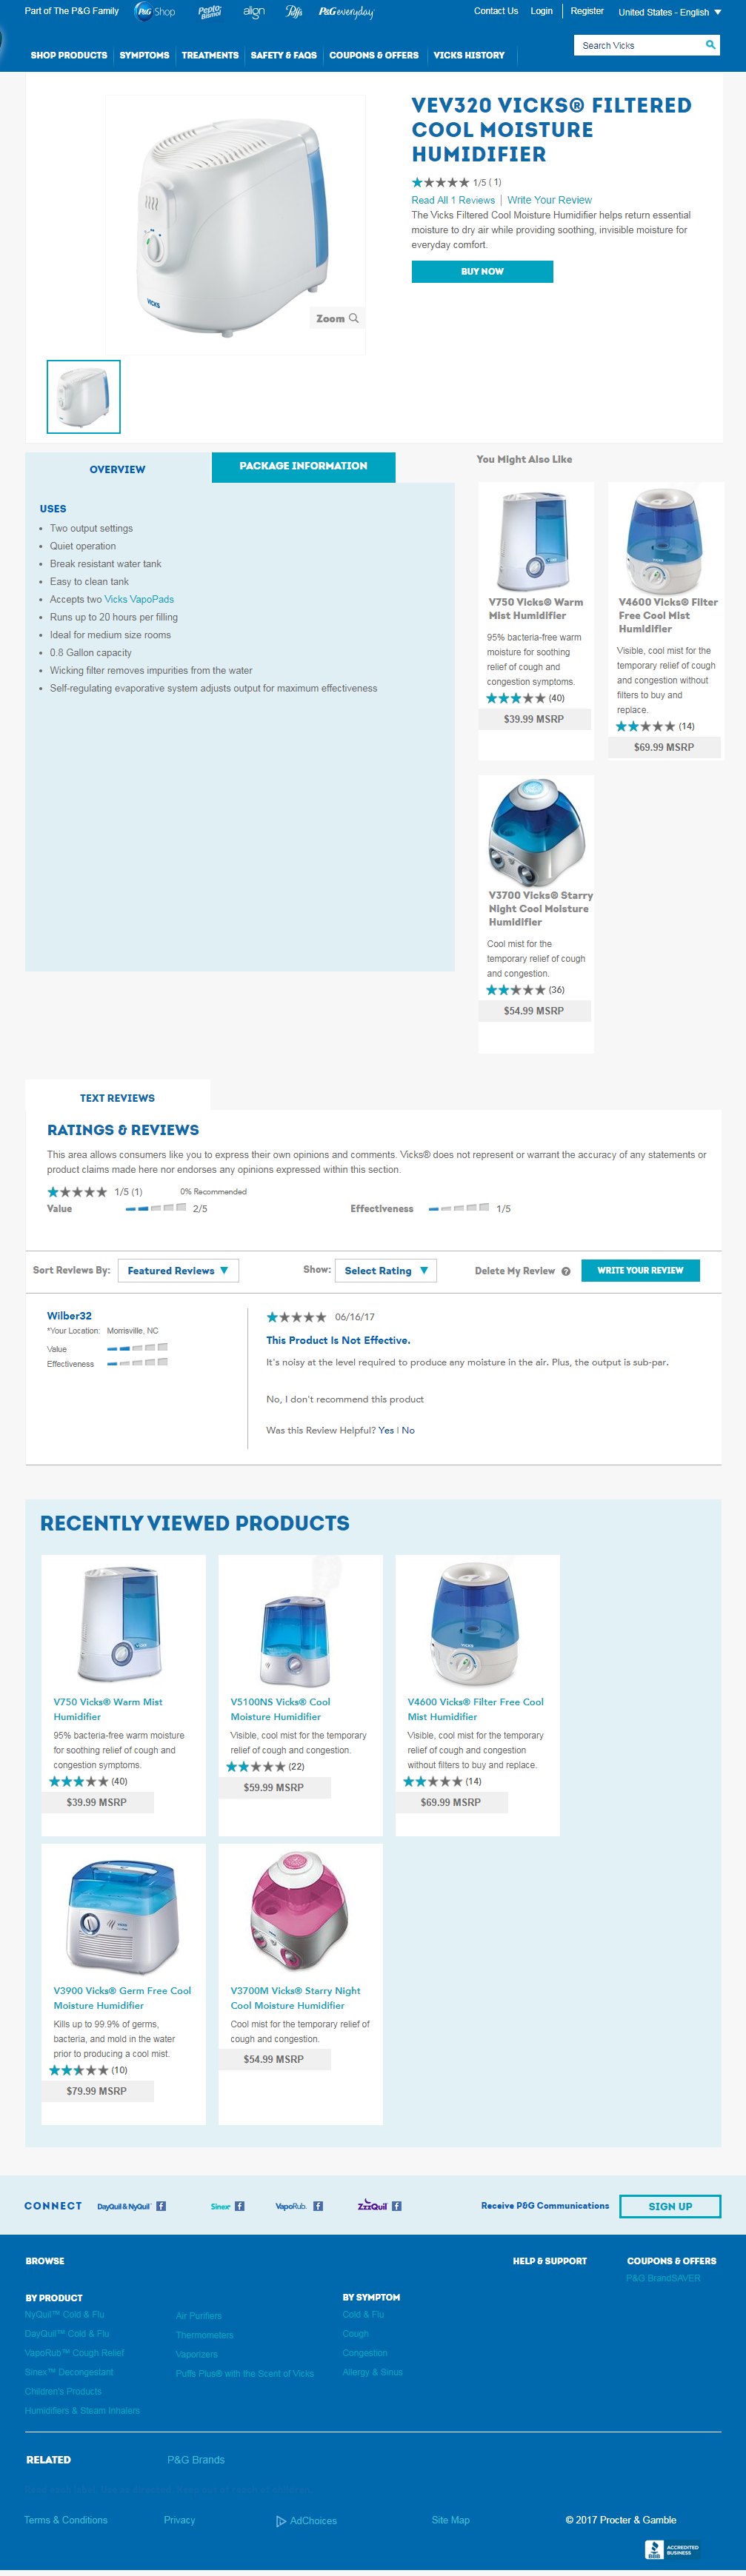 Part of The P&G Family
P&G Shop
Pepto-Bismol
align
Puffs
P&G everyday
Contact Us
Login
Register
United States - English
SHOP PRODUCTS
SYMPTOMS
TREATMENTS
SAFETY & FAQS
COUPONS & OFFERS
VICKS HISTORY
Search Vicks
VEV320 VICKS® FILTERED
COOL MOISTURE
HUMIDIFIER
1/5 ( 1)
Read All 1 Reviews | Write Your Review
The Vicks Filtered Cool Moisture Humidifier helps return essential
moisture to dry air while providing soothing, invisible moisture for
everyday comfort.
BUY NOW
VICKS
Zoom
OVERVIEW
PACKAGE INFORMATION
USES
Two output settings
Quiet operation
Break resistant water tank
Easy to clean tank
Accepts two Vicks VapoPads
Runs up to 20 hours per filling
Ideal for medium size rooms
0.8 Gallon capacity
Wicking filter removes impurities from the water
Self-regulating evaporative system adjusts output for maximum effectiveness
You Might Also Like
V750 Vicks® Warm
Mist Humidifier
95% bacteria-free warm
moisture for soothing
relief of cough and
congestion symptoms.
(40)
$39.99 MSRP
V4600 Vicks® Filter
Free Cool Mist
Humidifier
Visible, cool mist for the
temporary relief of cough
and congestion without
filters to buy and
replace.
(14)
$69.99 MSRP
V3700 Vicks® Starry
Night Cool Moisture
Humidifier
Cool mist for the
temporary relief of cough
and congestion.
(36)
$54.99 MSRP
TEXT REVIEWS
RATINGS & REVIEWS
This area allows consumers like you to express their own opinions and comments. Vicks® does not represent or warrant the accuracy of any statements or
product claims made here nor endorses any opinions expressed within this section.
1/5 (1)
0% Recommended
Value
2/5
Effectiveness
1/5
Sort Reviews By:
Featured Reviews
Show:
Select Rating
Delete My Review ?
WRITE YOUR REVIEW
Wilber32
*Your Location: Morrisville, NC
Value
Effectiveness
06/16/17
This Product Is Not Effective.
It's noisy at the level required to produce any moisture in the air. Plus, the output is sub-par.
No, I don't recommend this product
Was this Review Helpful? Yes | No
RECENTLY VIEWED PRODUCTS
V750 Vicks® Warm Mist
Humidifier
95% bacteria-free warm moisture
for soothing relief of cough and
congestion symptoms.
(40)
$39.99 MSRP
V5100NS Vicks® Cool
Moisture Humidifier
Visible, cool mist for the temporary
relief of cough and congestion.
(22)
$59.99 MSRP
VICKS
V4600 Vicks® Filter Free Cool
Mist Humidifier
Visible, cool mist for the temporary
relief of cough and congestion
without filters to buy and replace.
(14)
$69.99 MSRP
V3900 Vicks® Germ Free Cool
Moisture Humidifier
Kills up to 99.9% of germs,
bacteria, and mold in the water
prior to producing a cool mist.
(10)
$79.99 MSRP
V3700M Vicks® Starry Night
Cool Moisture Humidifier
Cool mist for the temporary relief of
cough and congestion.
$54.99 MSRP
CONNECT
DayQuil & NyQuil
Sinex
VapoRub
ZzzQuil
Receive P&G Communications
SIGN UP
BROWSE
HELP & SUPPORT
COUPONS & OFFERS
P&G BrandSAVER
BY PRODUCT
NyQuil™ Cold & Flu
DayQuil™ Cold & Flu
VapoRub™ Cough Relief
Sinex™ Decongestant
Children's Products
Humidifiers & Steam Inhalers
Air Purifiers
Thermometers
Vaporizers
Puffs Plus® with the Scent of Vicks
BY SYMPTOM
Cold & Flu
Cough
Congestion
Allergy & Sinus
RELATED
P&G Brands
Terms & Conditions
Privacy
AdChoices
Site Map
© 2017 Procter & Gamble
BBB
ACCREDITED
BUSINESS